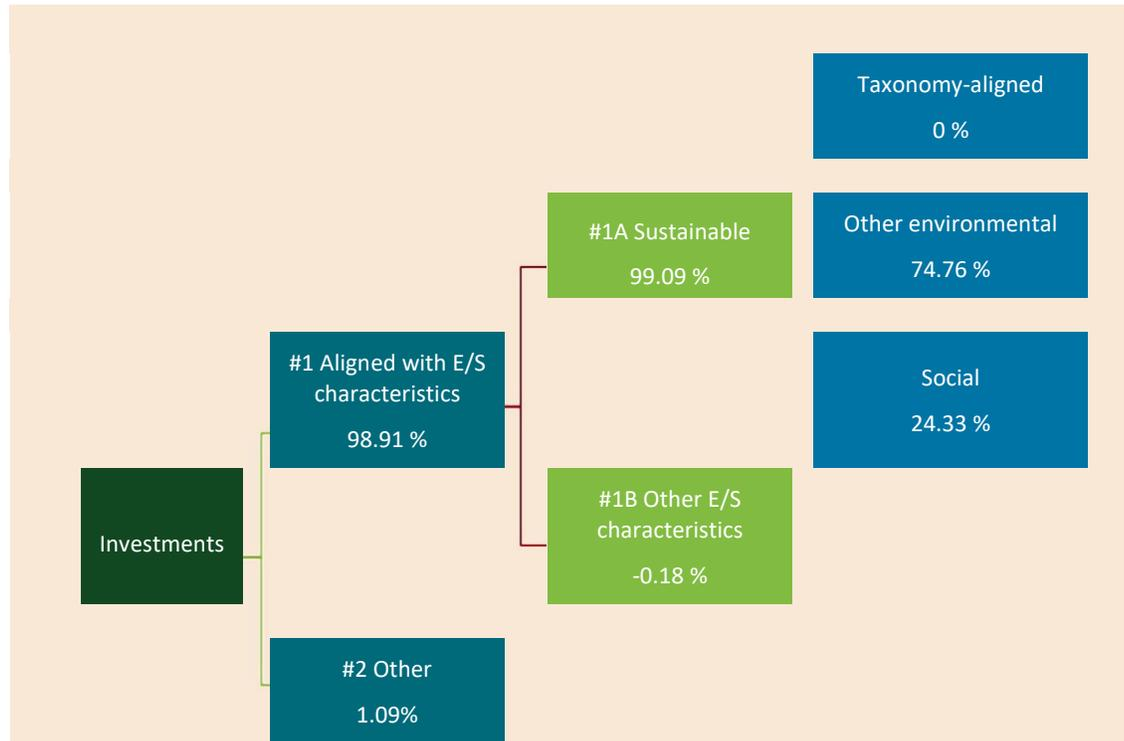 Taxonomy-aligned
0 %
#1A Sustainable
99.09 %
Other environmental
74.76 %
#1 Aligned with E/S
characteristics
98.91 %
Social
24.33 %
Investments
#1B Other E/S
characteristics
-0.18 %
#2 Other
1.09%